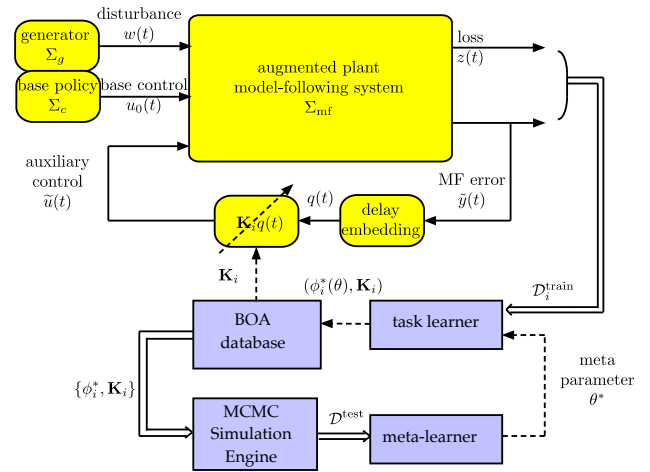 disturbance
w(t)
loss
z(t)
generator
Σ_g
base policy
Σ_c
base control
u_0(t)
augmented plant
model-following system
Σ_mf
auxiliary
control
ũ(t)
MF error
ỹ(t)
q(t)
K_i q(t)
delay
embedding
K_i
(ϕ_i^*(θ), K_i)
D_i^train
BOA
database
task learner
meta
parameter
θ*
{ϕ_i^*, K_i}
MCMC
Simulation
Engine
D^test
meta-learner